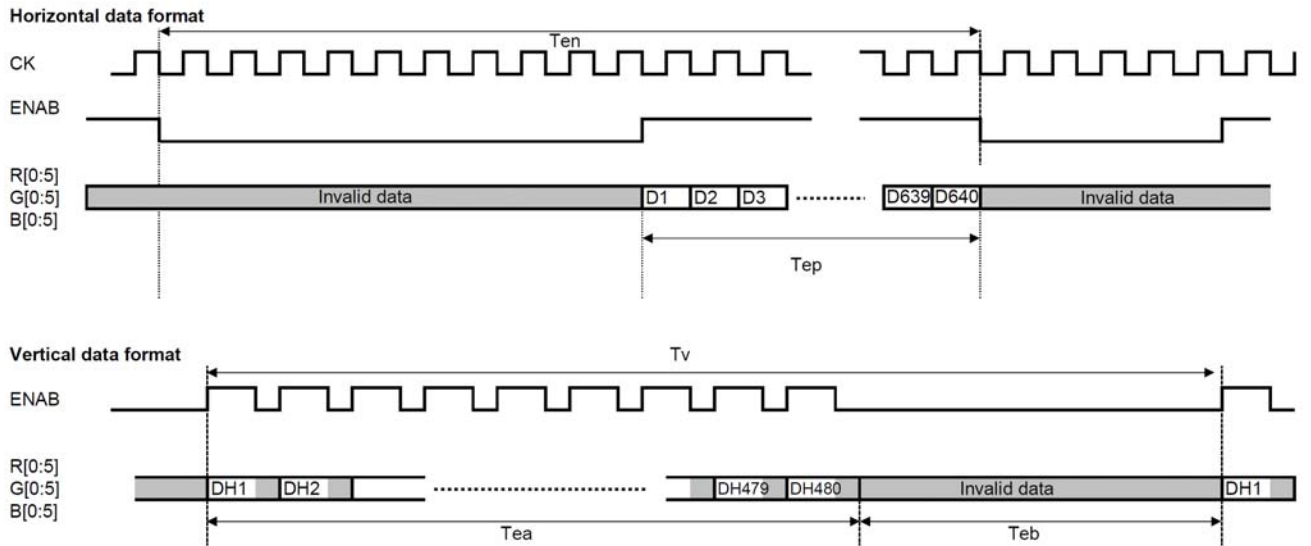 Horizontal data format
Ten
CK
ENAB
R[0:5]
G[0:5]
B[0:5]
Invalid data D1 D2 D3 D639 D640 Invalid data
Tep
Vertical data format
Tv
ENAB
R[0:5]
G[0:5]
B[0:5]
DH1 DH2 DH479 DH480 Invalid data DH1
Tea Teb